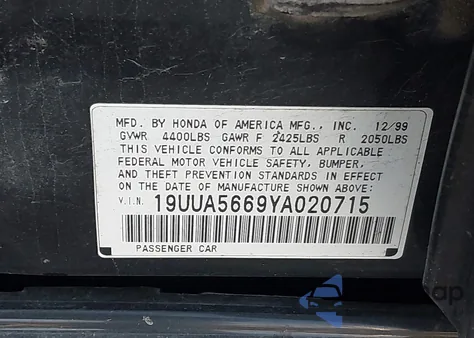 MFD. BY HONDA OF AMERICA MFG., INC. 12/99
GVWR 4400LBS GAWR F 2425LBS R 2050LBS
THIS VEHICLE CONFORMS TO ALL APPLICABLE
FEDERAL MOTOR VEHICLE SAFETY, BUMPER,
AND THEFT PREVENTION STANDARDS IN EFFECT
ON THE DATE OF MANUFACTURE SHOWN ABOVE.
V.I.N. 19UUA5669YA020715
PASSENGER CAR